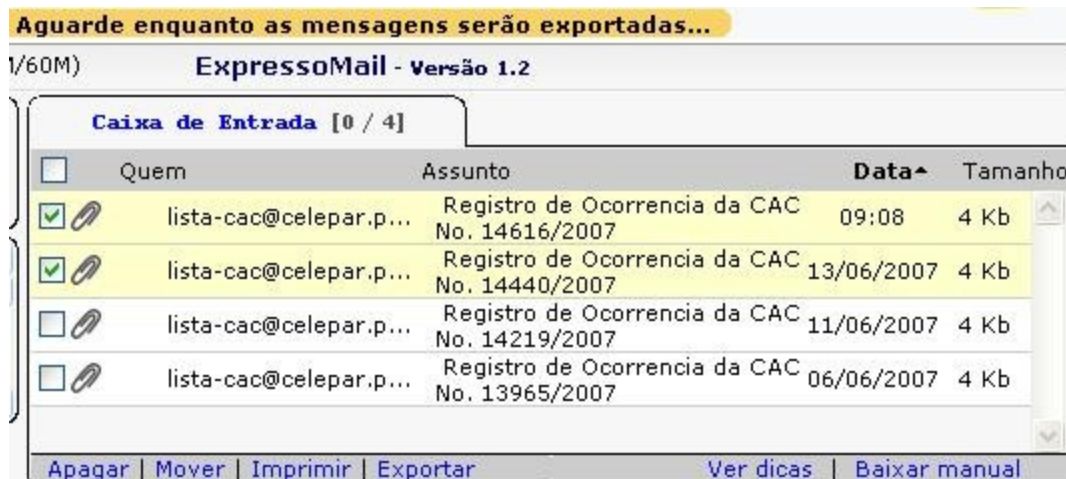 Aguarde enquanto as mensagens serão exportadas...
/60M) ExpressoMail - Versão 1.2
Caixa de Entrada [0 / 4]
Quem Assunto Data Tamanho
lista-cac@celepar.p... Registro de Ocorrencia da CAC No. 14616/2007 09:08 4 Kb
lista-cac@celepar.p... Registro de Ocorrencia da CAC No. 14440/2007 13/06/2007 4 Kb
lista-cac@celepar.p... Registro de Ocorrencia da CAC No. 14219/2007 11/06/2007 4 Kb
lista-cac@celepar.p... Registro de Ocorrencia da CAC No. 13965/2007 06/06/2007 4 Kb
Apagar | Mover | Imprimir | Exportar Ver dicas | Baixar manual